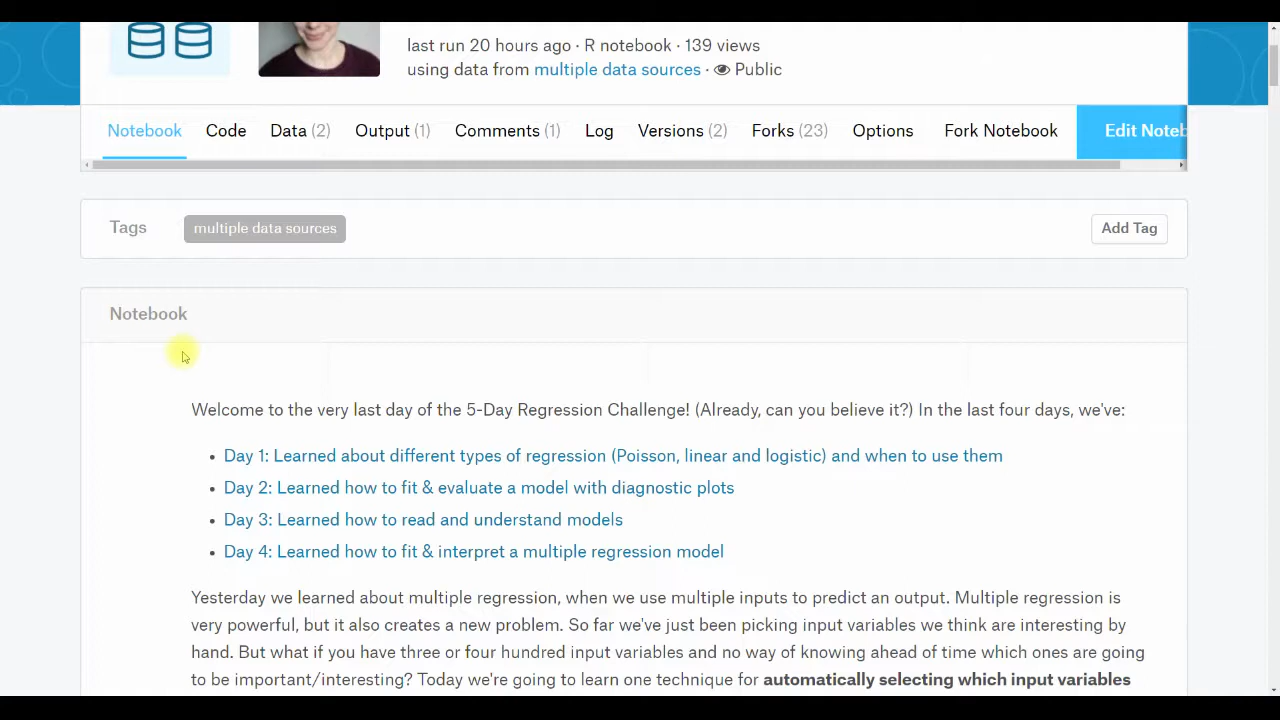 last run 20 hours ago · R notebook · 139 views
using data from multiple data sources · Public
Notebook Code Data (2) Output (1) Comments (1) Log Versions (2) Forks (23) Options Fork Notebook Edit Noteb
Tags multiple data sources Add Tag
Notebook
Welcome to the very last day of the 5-Day Regression Challenge! (Already, can you believe it?) In the last four days, we've:
• Day 1: Learned about different types of regression (Poisson, linear and logistic) and when to use them
• Day 2: Learned how to fit & evaluate a model with diagnostic plots
• Day 3: Learned how to read and understand models
• Day 4: Learned how to fit & interpret a multiple regression model
Yesterday we learned about multiple regression, when we use multiple inputs to predict an output. Multiple regression is
very powerful, but it also creates a new problem. So far we've just been picking input variables we think are interesting by
hand. But what if you have three or four hundred input variables and no way of knowing ahead of time which ones are going
to be important/interesting? Today we're going to learn one technique for automatically selecting which input variables